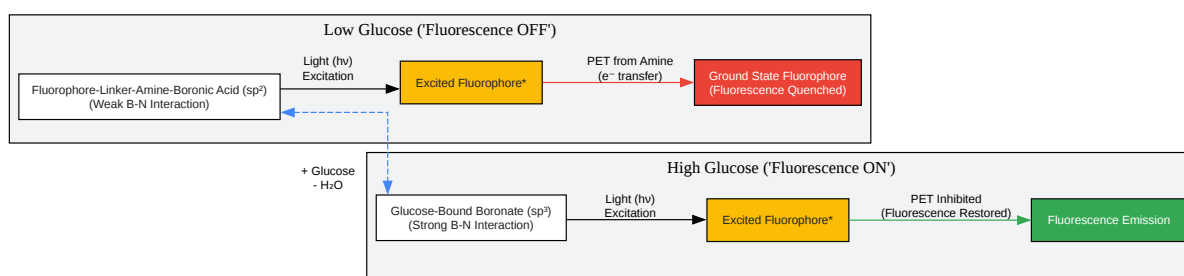 Low Glucose ('Fluorescence OFF')
Fluorophore-Linker-Amine-Boronic Acid (sp²)
(Weak B-N Interaction)
Light (hν)
Excitation
Excited Fluorophore*
PET from Amine
(e⁻ transfer)
Ground State Fluorophore
(Fluorescence Quenched)
+ Glucose
- H₂O
High Glucose ('Fluorescence ON')
Glucose-Bound Boronate (sp³)
(Strong B-N Interaction)
Light (hν)
Excitation
Excited Fluorophore*
PET Inhibited
(Fluorescence Restored)
Fluorescence Emission